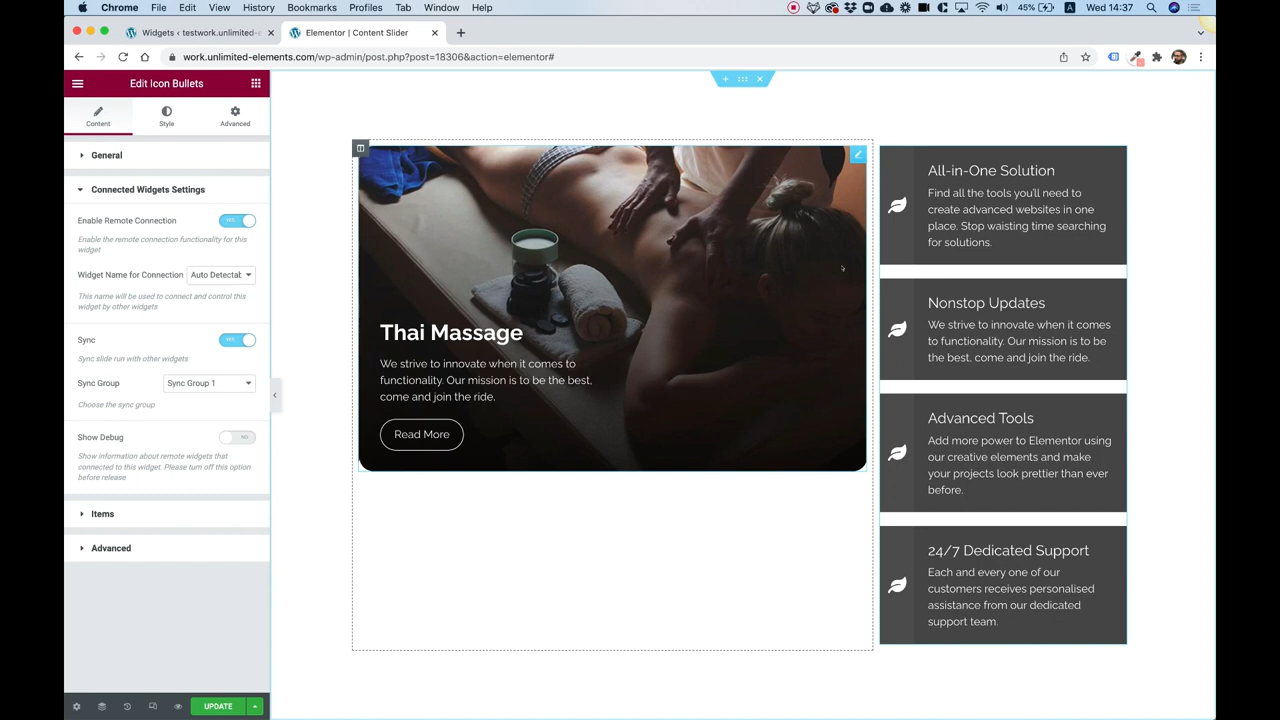 Chrome File Edit View History Bookmarks Profiles Tab Window Help
45% Wed 14:37
Widgets ‹ testwork.unlimited-e
Elementor | Content Slider
work.unlimited-elements.com/wp-admin/post.php?post=18306&action=elementor#
Edit Icon Bullets
Content Style Advanced
General
Connected Widgets Settings
Enable Remote Connection YES
Enable the remote connection functionality for this
widget
Widget Name for Connection Auto Detectab
This name will be used to connect and control this
widget by other widgets
Sync YES
Sync slide run with other widgets
Sync Group Sync Group 1
Choose the sync group
Show Debug NO
Show information about remote widgets that
connected to this widget. Please turn off this option
before release
Items
Advanced
UPDATE
Thai Massage
We strive to innovate when it comes to
functionality. Our mission is to be the best,
come and join the ride.
Read More
All-in-One Solution
Find all the tools you'll need to
create advanced websites in one
place. Stop waisting time searching
for solutions.
Nonstop Updates
We strive to innovate when it comes
to functionality. Our mission is to be
the best, come and join the ride.
Advanced Tools
Add more power to Elementor using
our creative elements and make
your projects look prettier than ever
before.
24/7 Dedicated Support
Each and every one of our
customers receives personalised
assistance from our dedicated
support team.